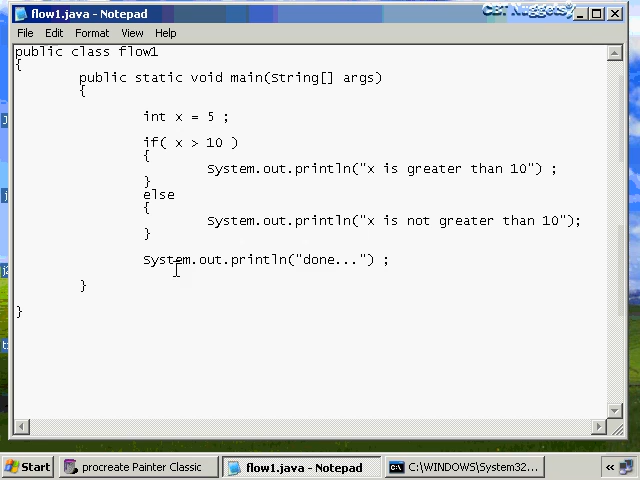 flow1.java - Notepad
CBT Nuggets
File Edit Format View Help
public class flow1
{
public static void main(String[] args)
{
int x = 5 ;
if( x > 10 )
{
System.out.println("x is greater than 10") ;
}
else
{
System.out.println("x is not greater than 10");
}
System.out.println("done...") ;
}
}
Start procreate Painter Classic flow1.java - Notepad C:\WINDOWS\System32...